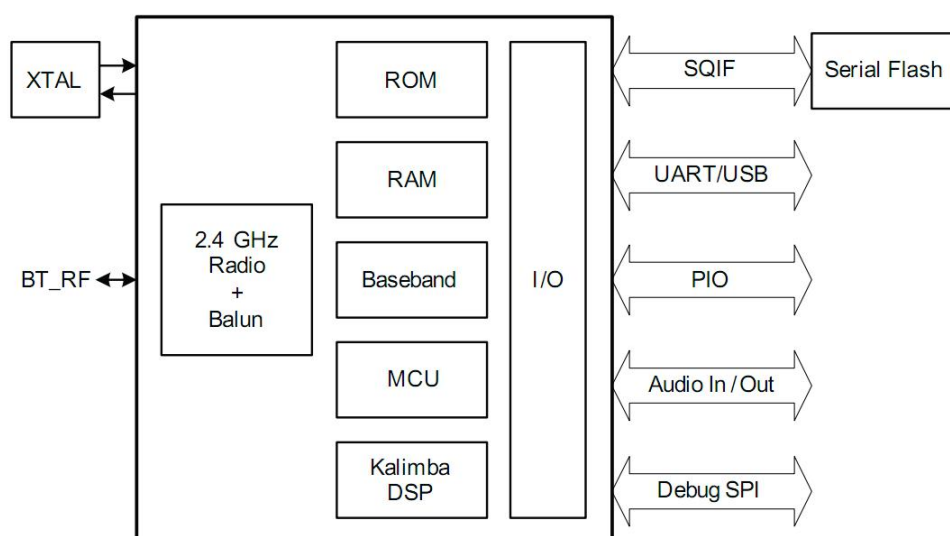 XTAL
BT_RF
2.4 GHz
Radio
+
Balun
ROM
RAM
Baseband
MCU
Kalimba
DSP
I/O
SQIF
UART/USB
PIO
Audio In / Out
Debug SPI
Serial Flash